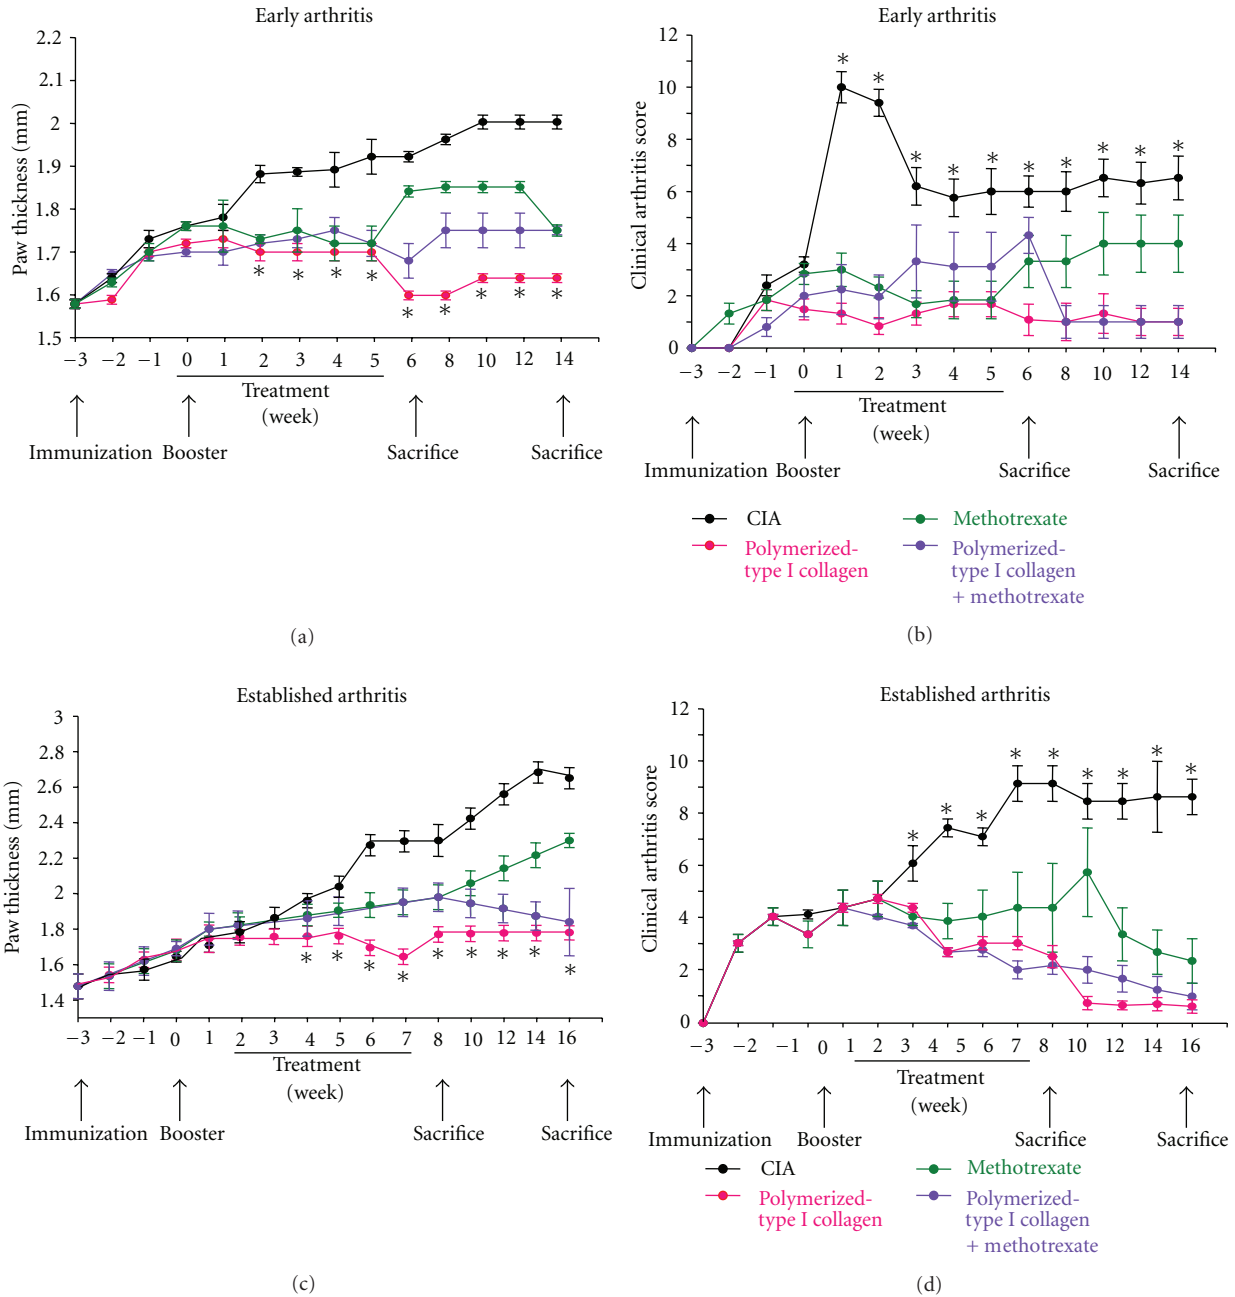 Early arthritis
Paw thickness (mm)
2.2
2.1
2
1.9
1.8
1.7
1.6
1.5
* * * * * * * * *
−3 −2 −1 0 1 2 3 4 5 6 8 10 12 14
Treatment
(week)
Immunization Booster Sacrifice Sacrifice
(a)
Early arthritis
Clinical arthritis score
12
10
8
6
4
2
0
* * * * * * * * * *
−3 −2 −1 0 1 2 3 4 5 6 8 10 12 14
Treatment
(week)
Immunization Booster Sacrifice Sacrifice
CIA
Polymerized-
type I collagen
Methotrexate
Polymerized-
type I collagen
+ methotrexate
(b)
Established arthritis
Paw thickness (mm)
3
2.6
2.2
2
1.8
1.6
1.4
* * * * * * * * *
−3 −2 −1 0 1 2 3 4 5 6 7 8 10 12 14 16
Treatment
(week)
Immunization Booster Sacrifice Sacrifice
(c)
Established arthritis
Clinical arthritis score
12
10
8
6
4
2
0
* * * * * * * * *
−3 −2 −1 0 1 2 3 4 5 6 7 8 10 12 14 16
Treatment
(week)
Immunization Booster Sacrifice Sacrifice
CIA
Polymerized-
type I collagen
Methotrexate
Polymerized-
type I collagen
+ methotrexate
(d)